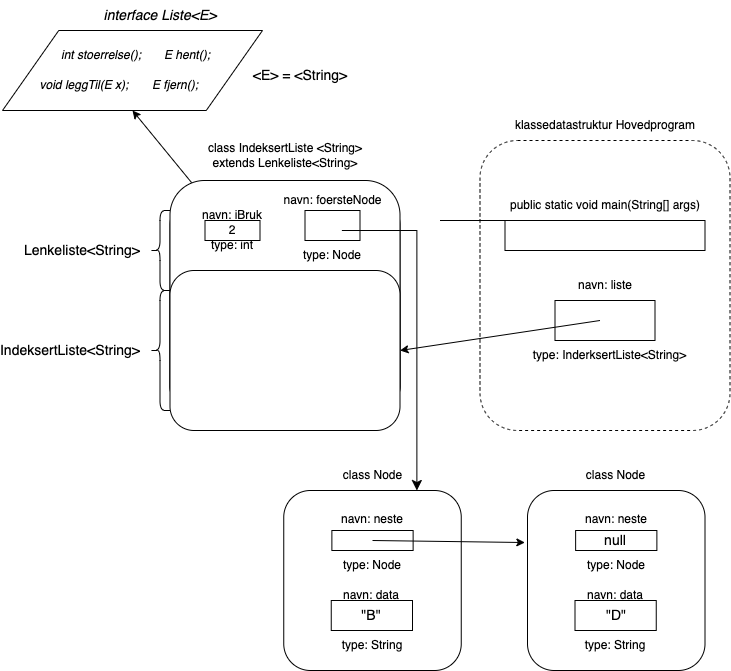 interface Liste<E>
int stoerrelse(); E hent();
void leggTil(E x); E fjern();
<E> = <String>
class IndeksertListe <String>
extends Lenkeliste<String>
klassedatastruktur Hovedprogram
navn: iBruk
2
type: int
navn: foersteNode
type: Node
Lenkeliste<String>
IndeksertListe<String>
public static void main(String[] args)
navn: liste
type: InderksertListe<String>
class Node
navn: neste
type: Node
navn: data
"B"
type: String
class Node
navn: neste
null
type: Node
navn: data
"D"
type: String